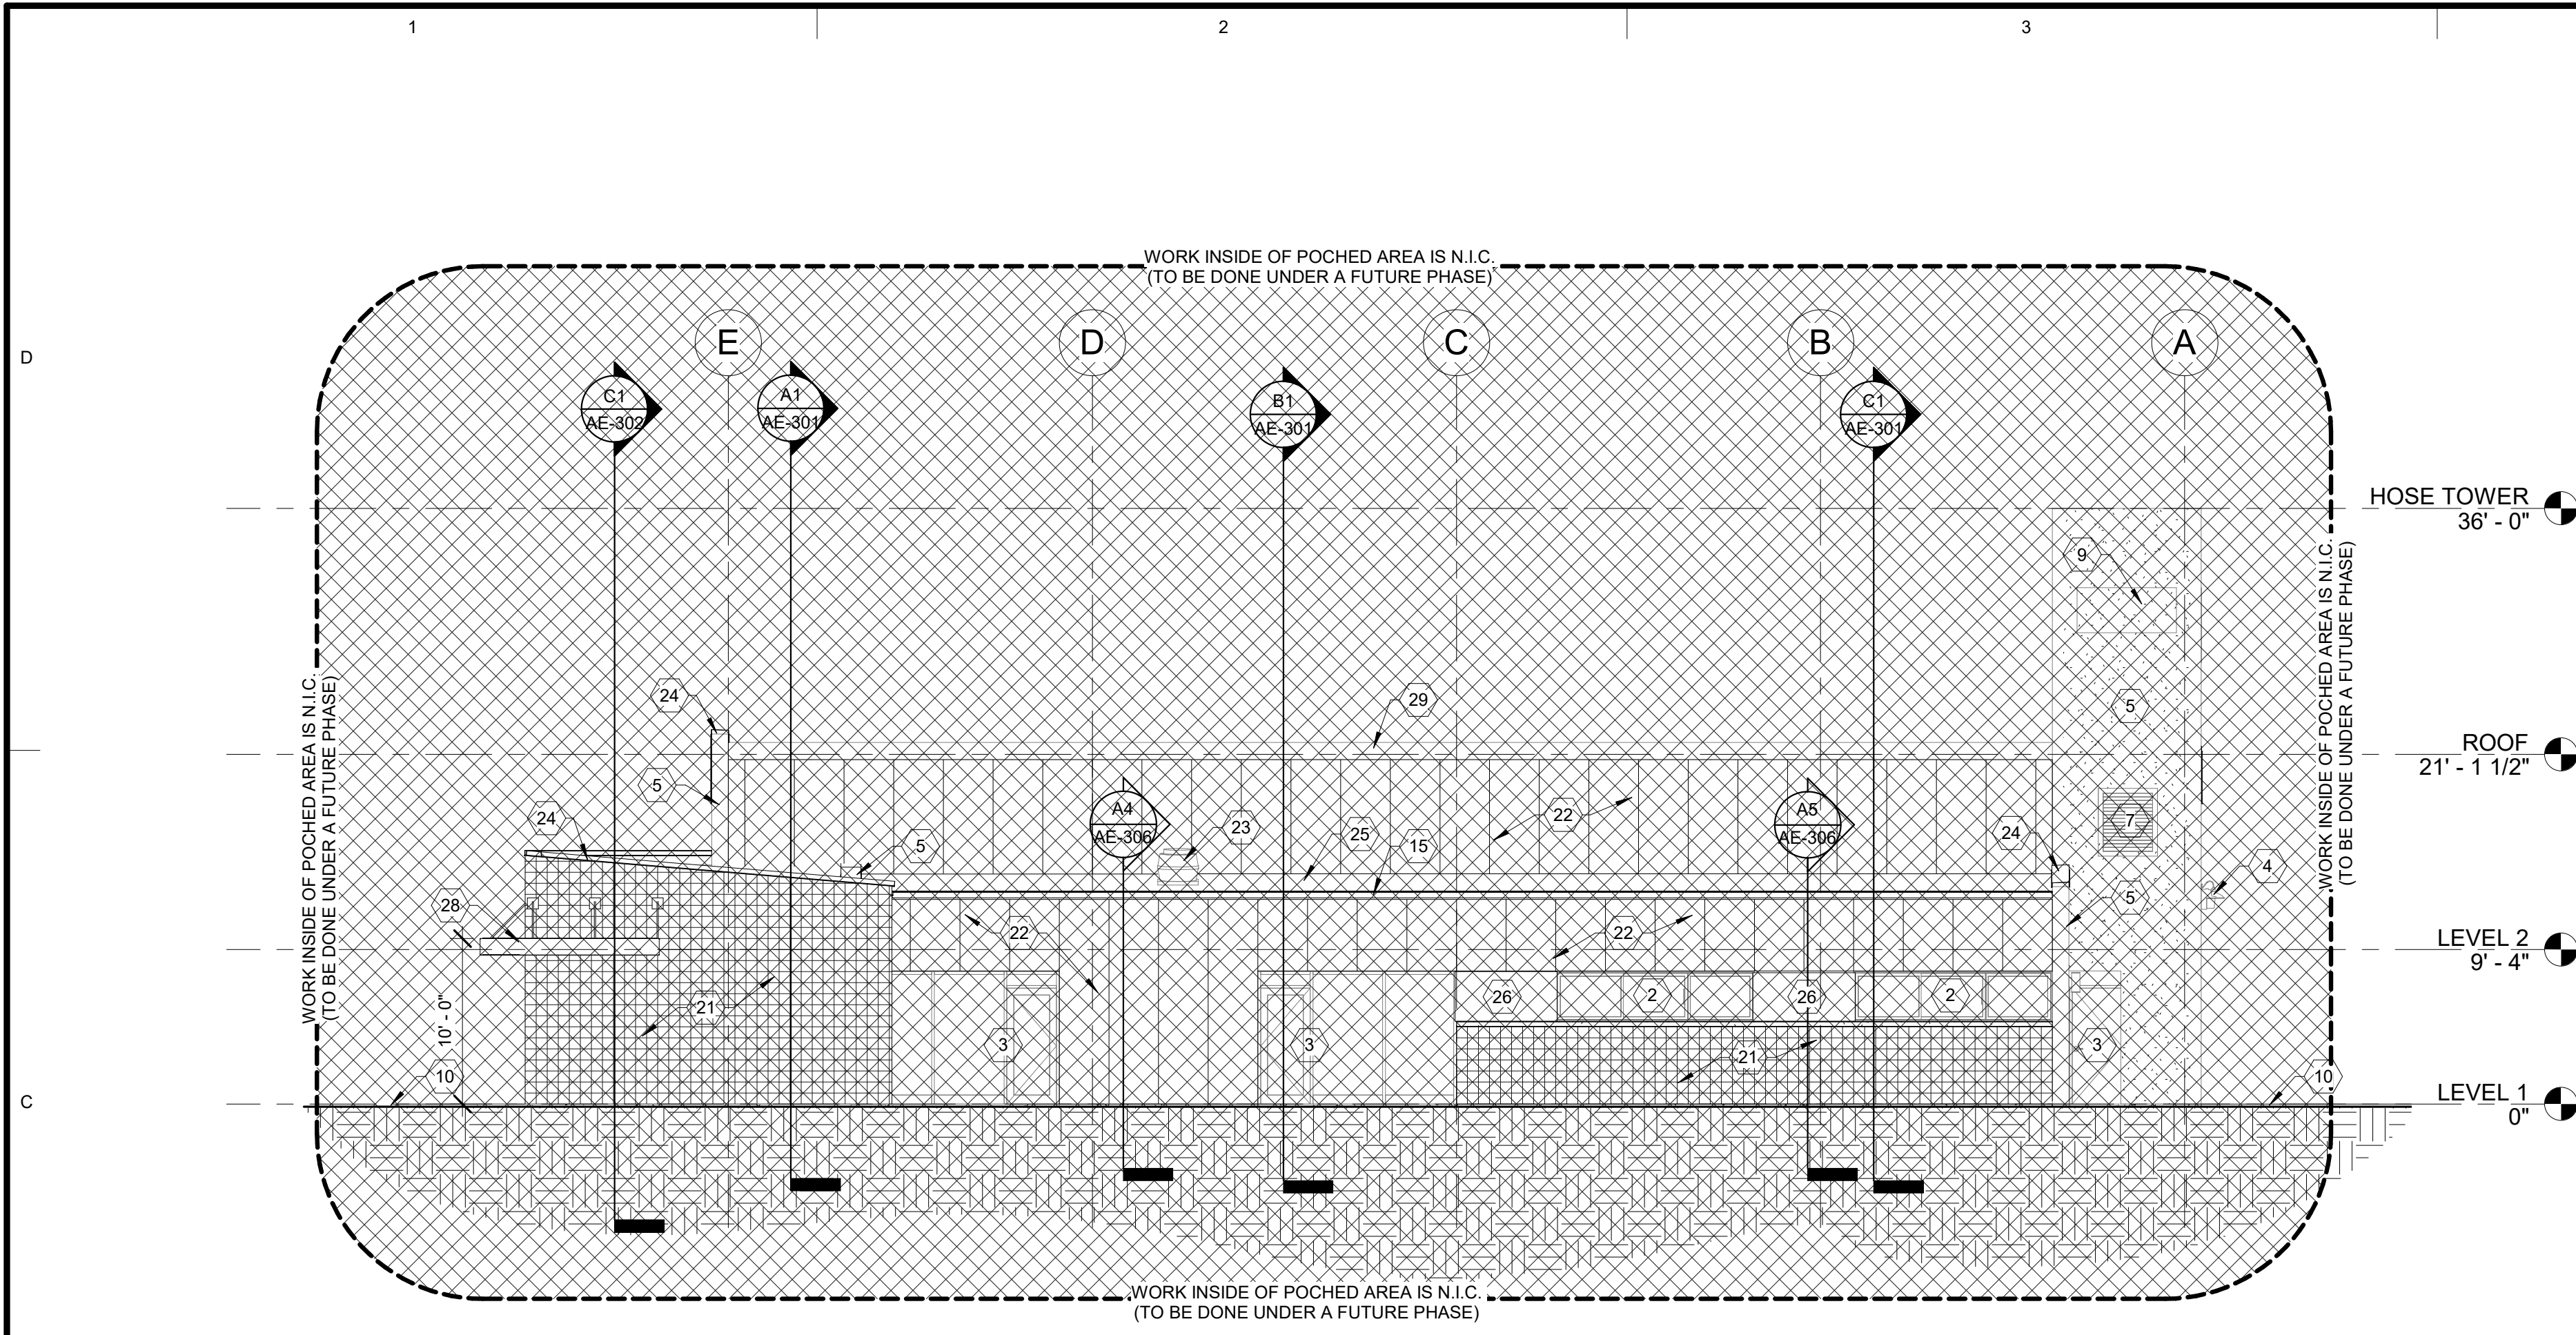 1 2 3
WORK INSIDE OF POCHED AREA IS N.I.C.
(TO BE DONE UNDER A FUTURE PHASE)
D
E D C B A
C1
AE-302
A1
AE-301
B1
AE-301
C1
AE-301
HOSE TOWER
36' - 0"
9
WORK INSIDE OF POCHED AREA IS N.I.C.
(TO BE DONE UNDER A FUTURE PHASE)
WORK INSIDE OF POCHED AREA IS N.I.C.
(TO BE DONE UNDER A FUTURE PHASE)
24
29
5
ROOF
21' - 1 1/2"
5
24
5
A4
AE-306
23
25
15
22
A5
AE-306
24
7
4
28
22
22
5
LEVEL 2
9' - 4"
10' - 0"
21
3
3
26
2
26
2
3
21
10
10
C
LEVEL 1
0"
WORK INSIDE OF POCHED AREA IS N.I.C.
(TO BE DONE UNDER A FUTURE PHASE)